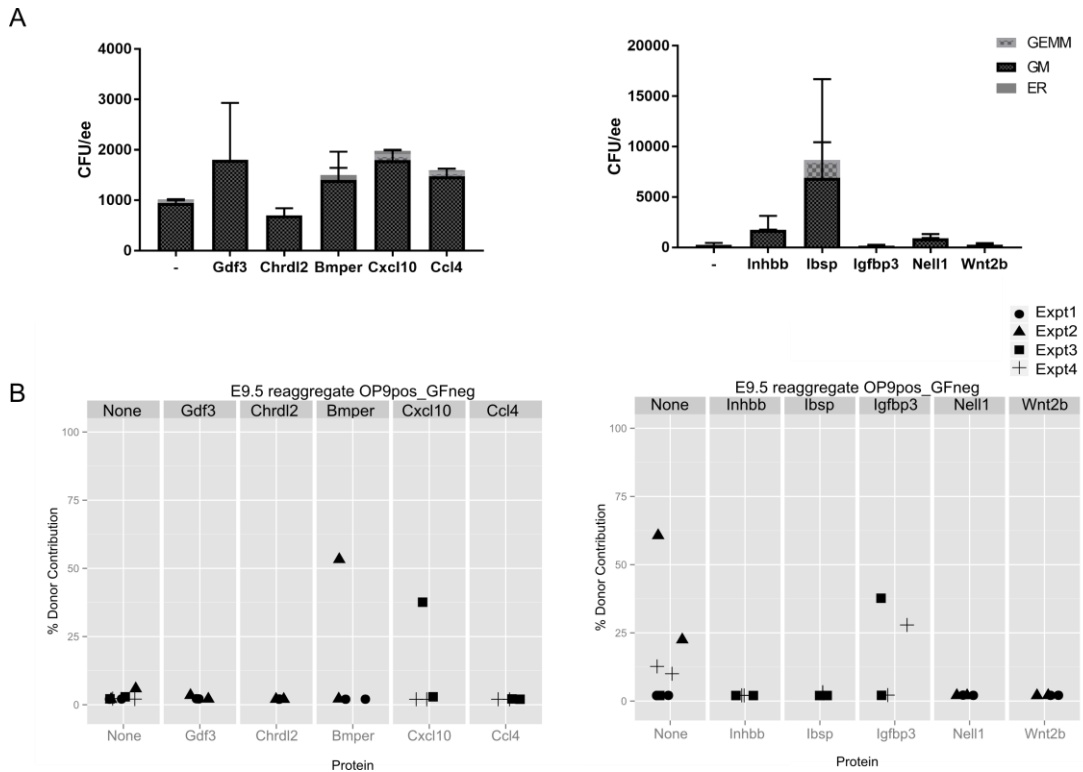 A
4000
3000
2000
1000
0
CFU/ee
- Gdf3 Chrdl2 Bmper Cxcl10 Ccl4
20000
15000
10000
5000
0
CFU/ee
- Inhbb Ibsp Igfbp3 Nell1 Wnt2b
GEMM
GM
ER
Expt1
Expt2
Expt3
Expt4
B
E9.5 reaggregate OP9pos_GFneg
None Gdf3 Chrdl2 Bmper Cxcl10 Ccl4
100
75
50
25
0
% Donor Contribution
None Gdf3 Chrdl2 Bmper Cxcl10 Ccl4
Protein
E9.5 reaggregate OP9pos_GFneg
None Inhbb Ibsp Igfbp3 Nell1 Wnt2b
100
75
50
25
0
% Donor Contribution
None Inhbb Ibsp Igfbp3 Nell1 Wnt2b
Protein